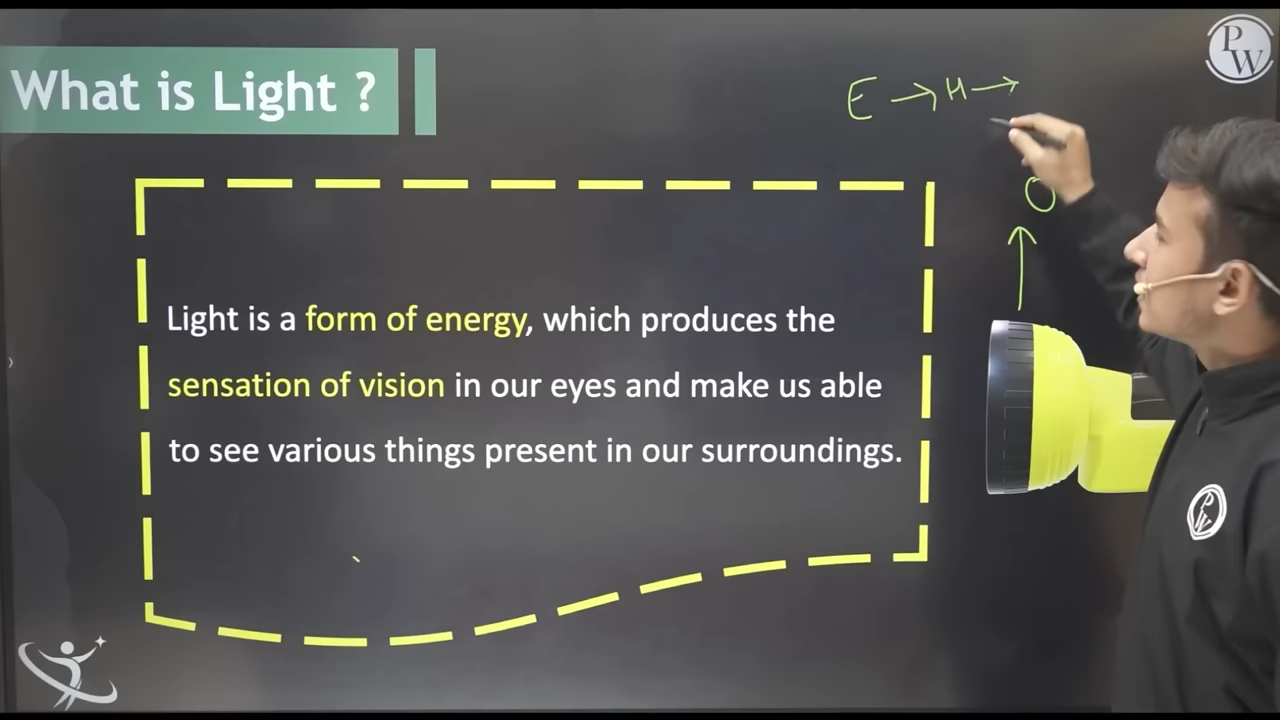 What is Light ?
E → H →
O
Light is a form of energy, which produces the
sensation of vision in our eyes and make us able
to see various things present in our surroundings.
PW
PW